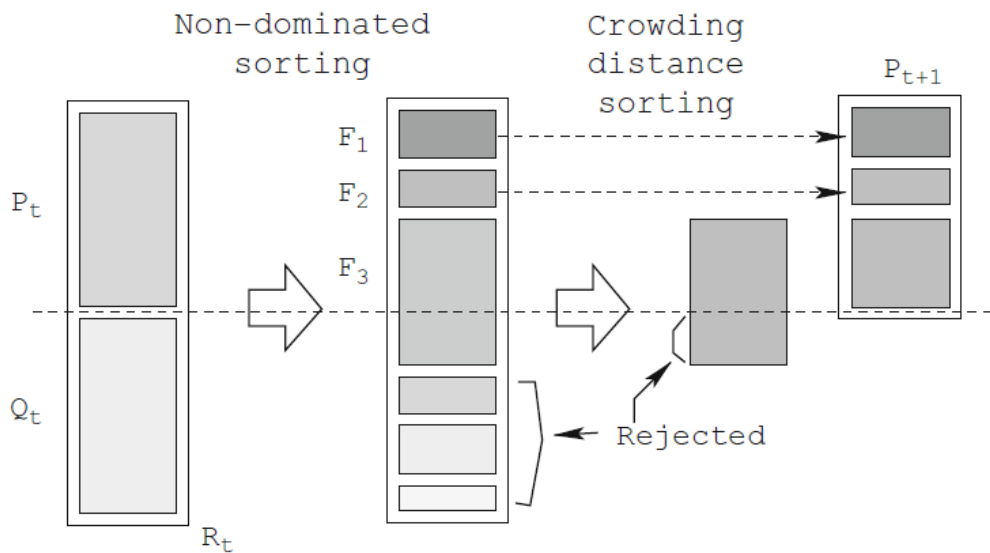 Non-dominated
sorting
Crowding
distance
sorting
P_{t+1}
F_1
F_2
P_t
F_3
Q_t
Rejected
R_t